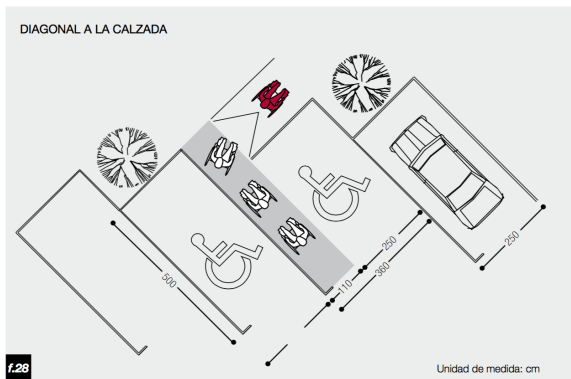 DIAGONAL A LA CALZADA
500
110
250
360
250
f.28
Unidad de medida: cm